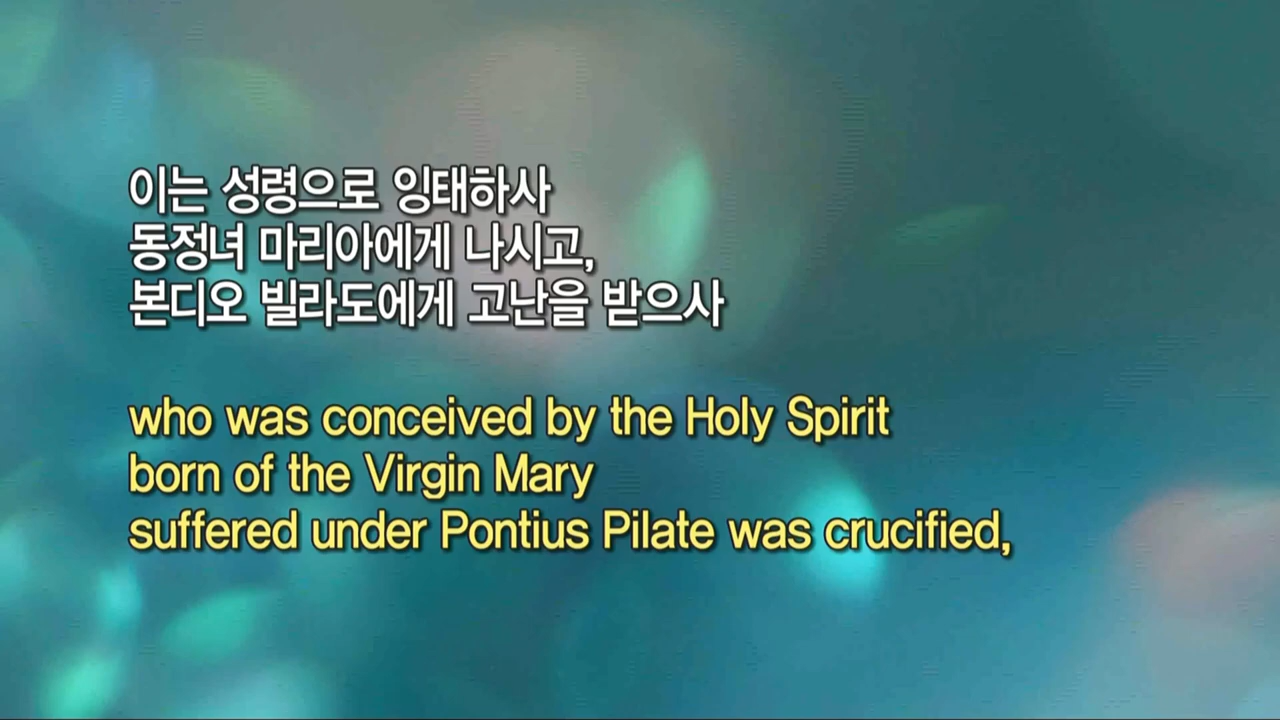 이는 성령으로 잉태하사
동정녀 마리아에게 나시고,
본디오 빌라도에게 고난을 받으사
who was conceived by the Holy Spirit
born of the Virgin Mary
suffered under Pontius Pilate was crucified,